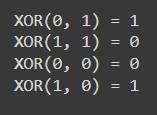 XOR(0, 1) = 1
XOR(1, 1) = 0
XOR(0, 0) = 0
XOR(1, 0) = 1